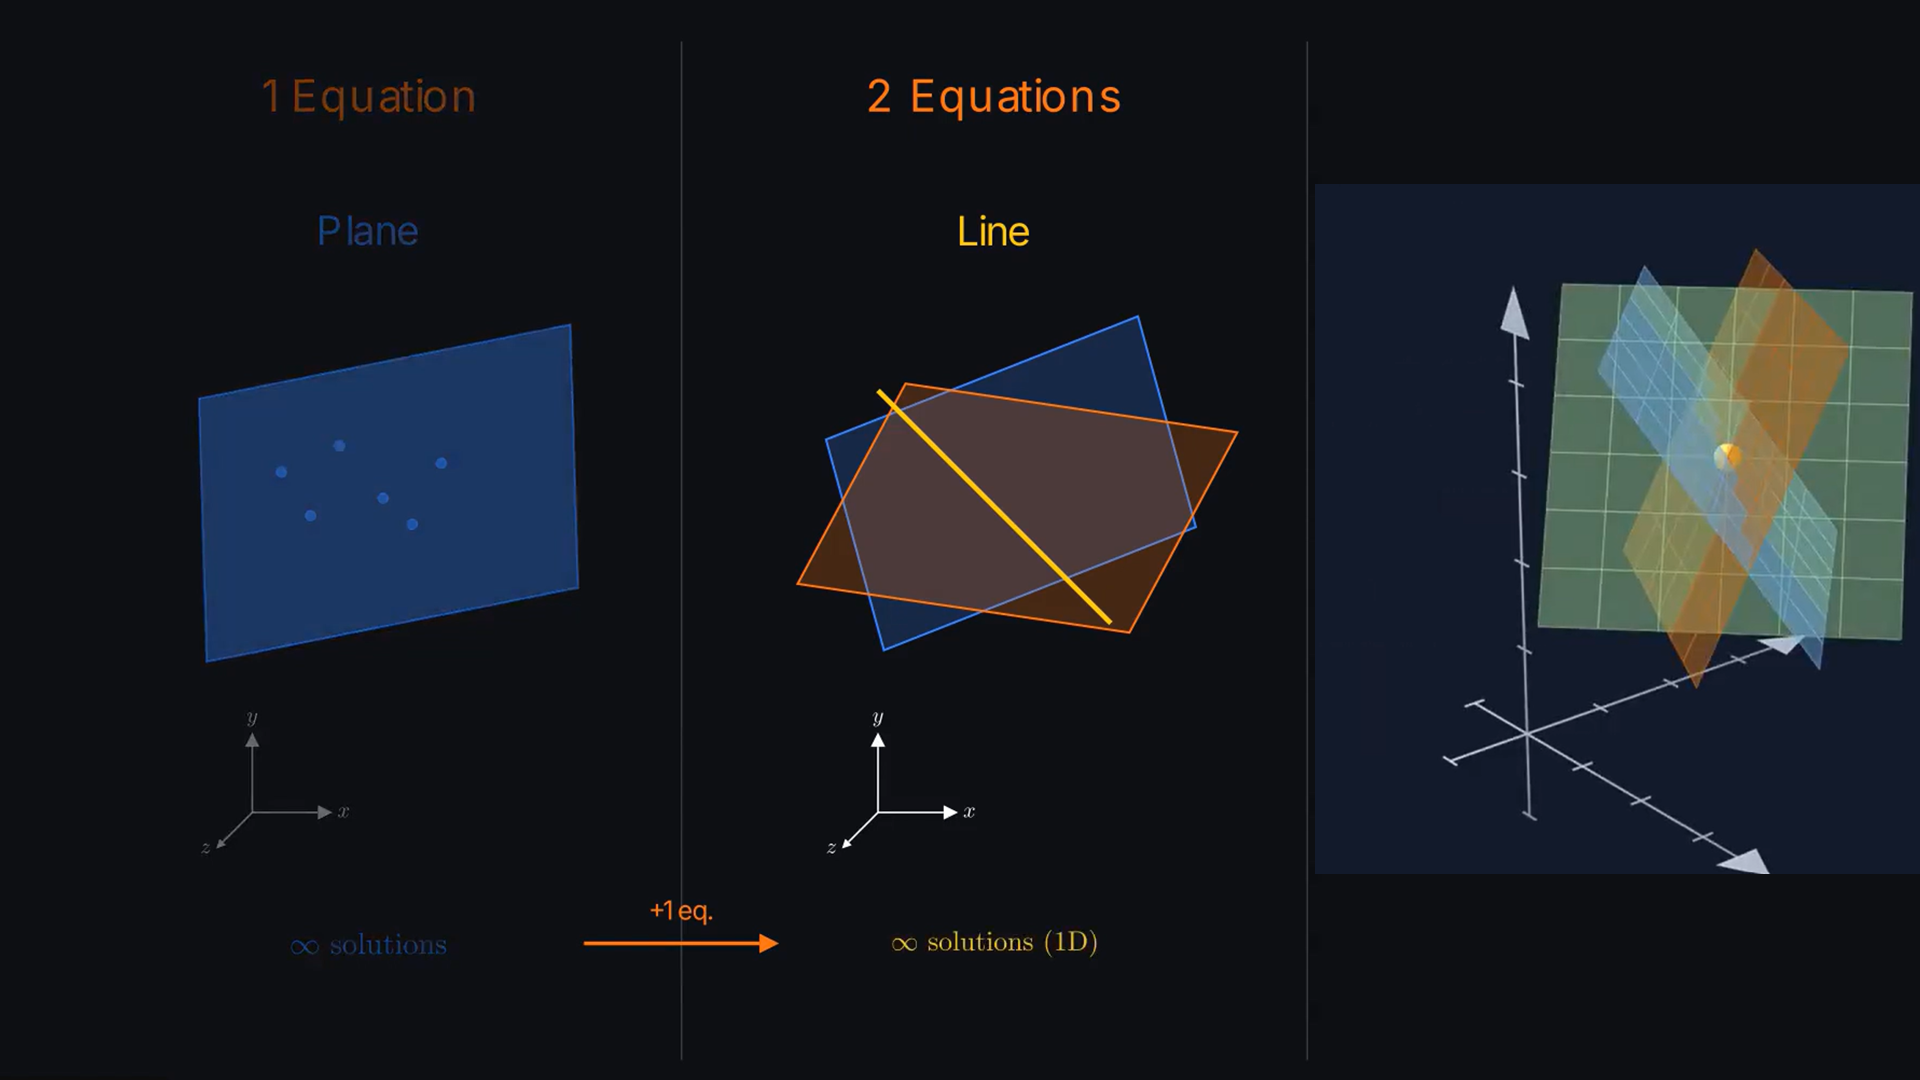 1 Equation
Plane
y
x
z
∞ solutions
+1 eq.
2 Equations
Line
y
x
z
∞ solutions (1D)